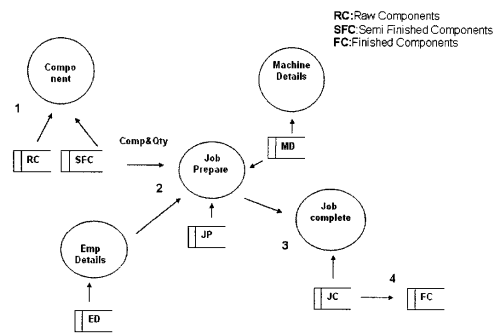 RC:Raw Components
SFC:Semi Finished Components
FC:Finished Components
Compo
nent
Machine
Details
1
RC
SFC
Comp&Qty
MD
Job
Prepare
2
Job
complete
JP
3
Emp
Details
4
JC
FC
ED